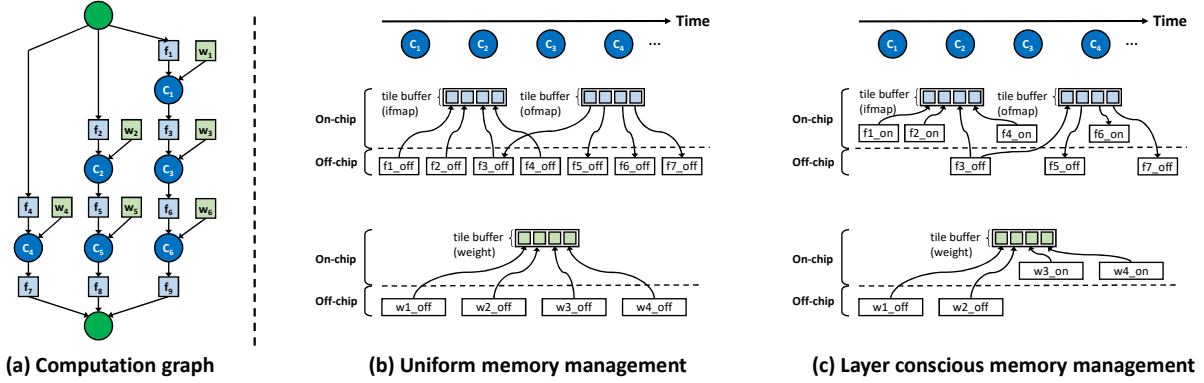 f1 w1
C1
f2 w2 f3 w3
C2 C3
f4 w4 f5 w5 f6 w6
C4 C5 C6
f7 f8 f9
(a) Computation graph
Time
C1 C2 C3 C4 ...
tile buffer
(ifmap)
tile buffer
(ofmap)
On-chip
Off-chip
f1_off f2_off f3_off f4_off f5_off f6_off f7_off
tile buffer
(weight)
On-chip
Off-chip
w1_off w2_off w3_off w4_off
(b) Uniform memory management
Time
C1 C2 C3 C4 ...
tile buffer
(ifmap)
tile buffer
(ofmap)
On-chip
f1_on f2_on f4_on f6_on
Off-chip
f3_off f5_off f7_off
tile buffer
(weight)
On-chip
w3_on w4_on
Off-chip
w1_off w2_off
(c) Layer conscious memory management